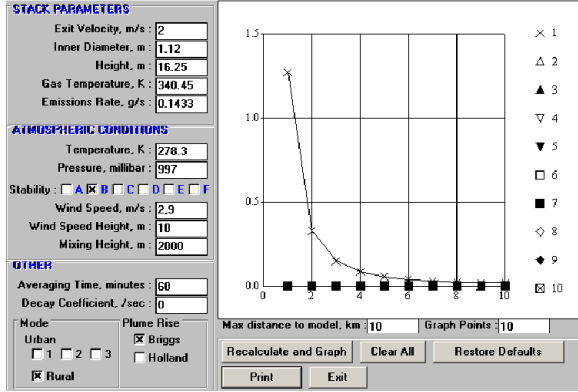 STACK PARAMETERS
Exit Velocity, m/s : 2
Inner Diameter, m : 1.12
Height, m : 16.25
Gas Temperature, K : 340.45
Emissions Rate, g/s : 0.1433
ATMOSPHERIC CONDITIONS
Temperature, K : 278.3
Pressure, millibar : 997
Stability : A B C D E F
Wind Speed, m/s : 2,9
Wind Speed Height, m : 10
Mixing Height, m : 2000
OTHER
Averaging Time, minutes : 60
Decay Coefficient, /sec : 0
Mode
Urban
1 2 3
Rural
Plume Rise
Briggs
Holland
1.5
1.0
0.5
0.0
0 2 4 6 8 10
1
2
3
4
5
6
7
8
9
10
Max distance to model, km : 10 Graph Points : 10
Recalculate and Graph Clear All Restore Defaults
Print Exit